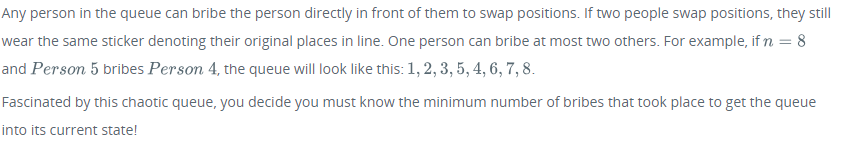 Any person in the queue can bribe the person directly in front of them to swap positions. If two people swap positions, they still
wear the same sticker denoting their original places in line. One person can bribe at most two others. For example, if n = 8
and Person 5 bribes Person 4, the queue will look like this: 1, 2, 3, 5, 4, 6, 7, 8.
Fascinated by this chaotic queue, you decide you must know the minimum number of bribes that took place to get the queue
into its current state!